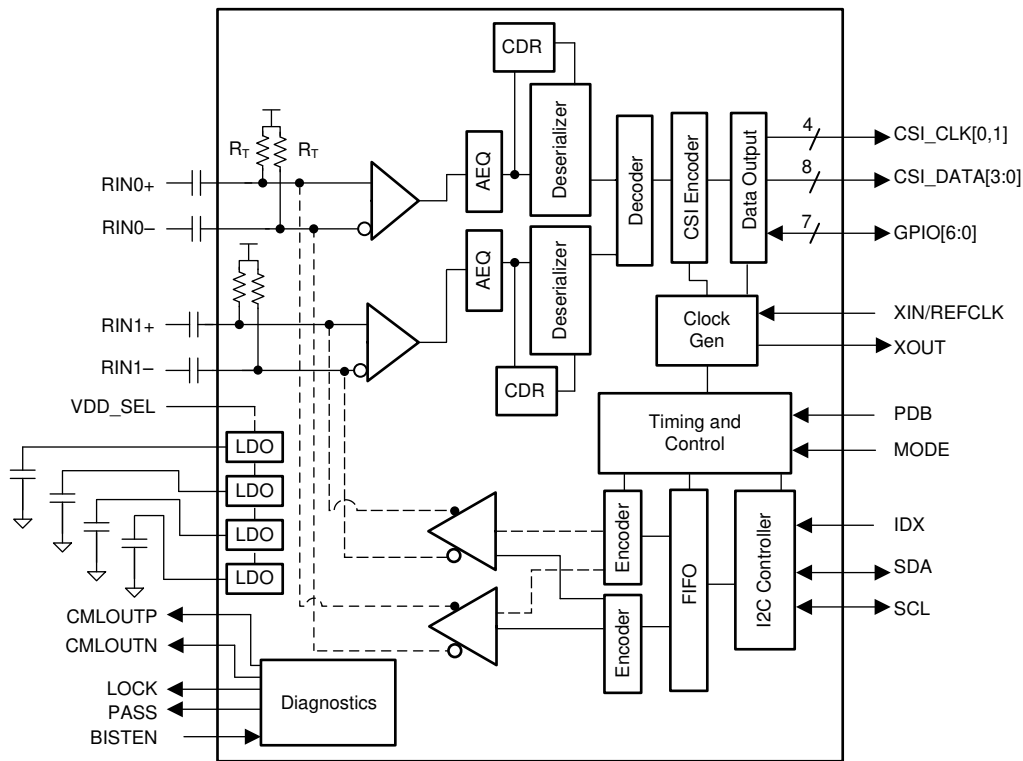 CDR
4
CSI_CLK[0,1]
R_T
R_T
AEQ
Deserializer
Decoder
CSI Encoder
Data Output
8
CSI_DATA[3:0]
RIN0+
RIN0–
7
GPIO[6:0]
AEQ
Deserializer
RIN1+
RIN1–
Clock
Gen
XIN/REFCLK
XOUT
CDR
VDD_SEL
Timing and
Control
PDB
MODE
LDO
LDO
LDO
LDO
Encoder
FIFO
I2C Controller
IDX
SDA
SCL
Encoder
CMLOUTP
CMLOUTN
LOCK
PASS
BISTEN
Diagnostics